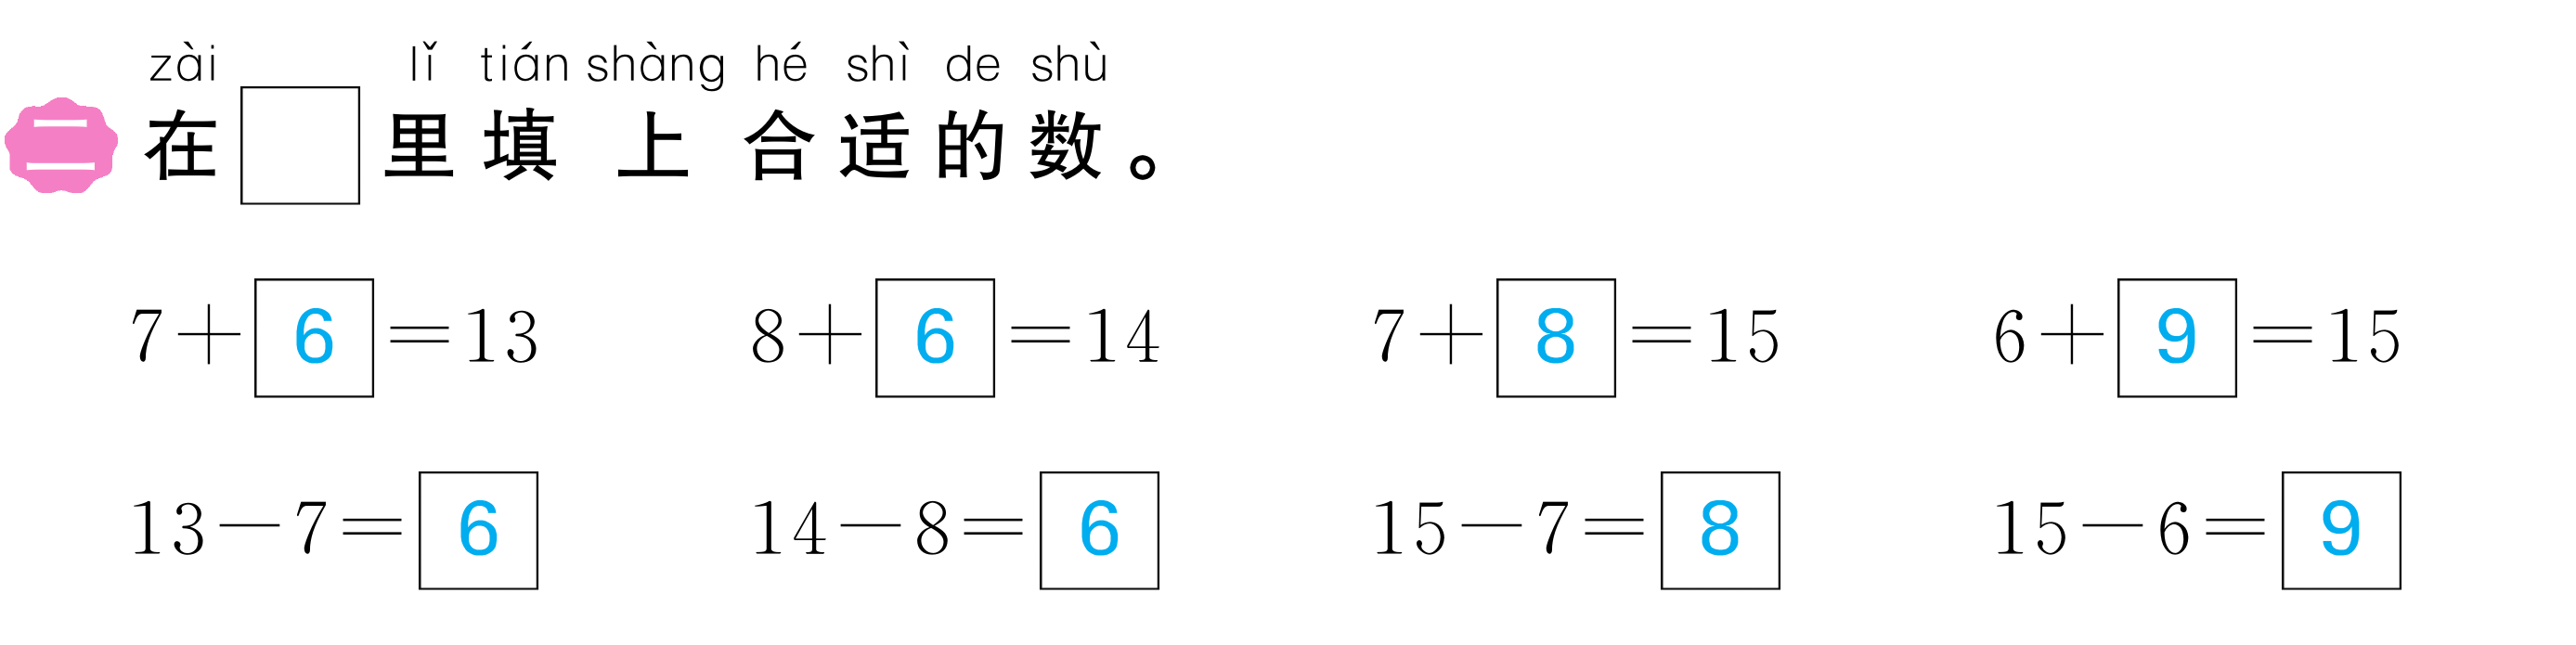 zài lǐ tián shàng hé shì de shù
二 在 □ 里 填 上 合 适 的 数 。
7+6=13 8+6=14 7+8=15 6+9=15
13-7=6 14-8=6 15-7=8 15-6=9